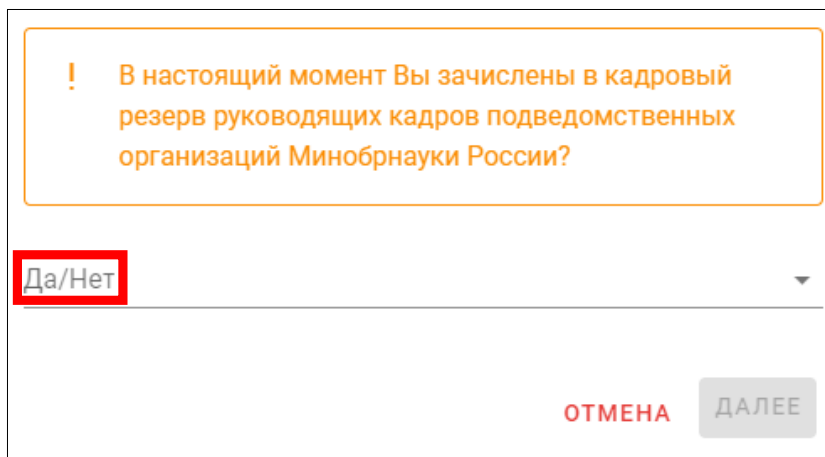 ! В настоящий момент Вы зачислены в кадровый
резерв руководящих кадров подведомственных
организаций Минобрнауки России?
Да/Нет
ОТМЕНА ДАЛЕЕ